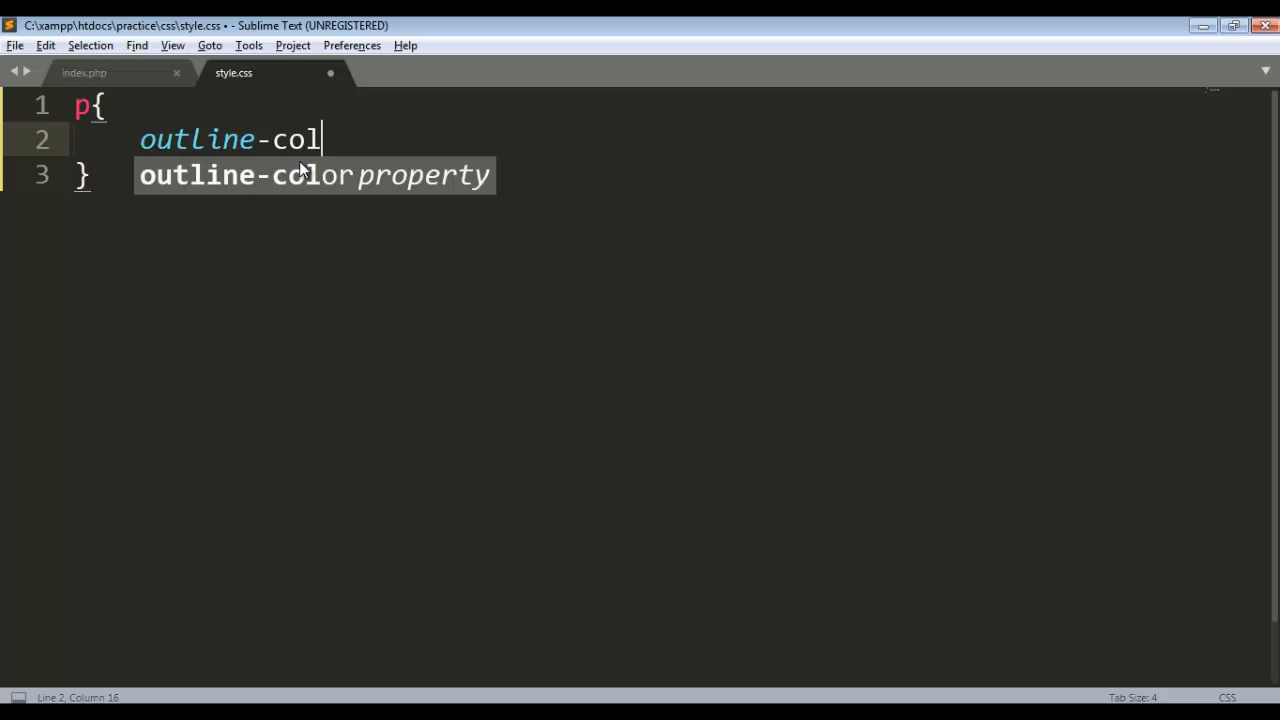 C:\xampp\htdocs\practice\css\style.css • - Sublime Text (UNREGISTERED)
File Edit Selection Find View Goto Tools Project Preferences Help
index.php style.css
1 p{
2 outline-col
outline-color property
3 }
Line 2, Column 16 Tab Size: 4 CSS